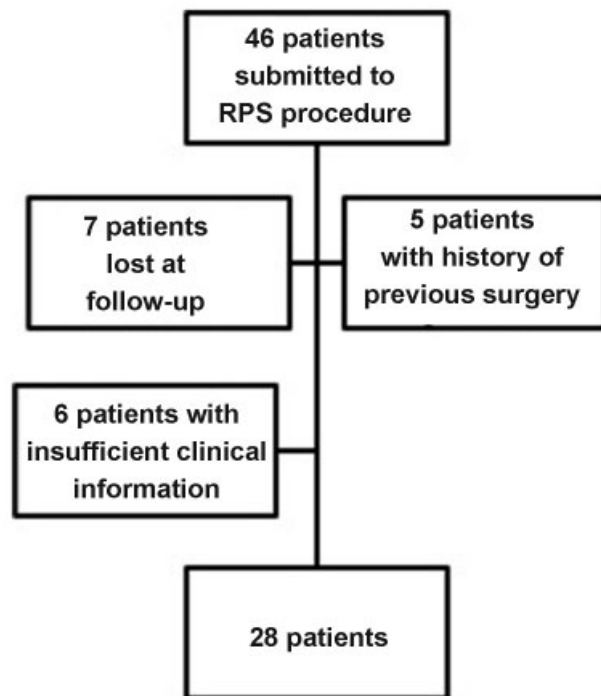 46 patients
submitted to
RPS procedure
7 patients
lost at
follow-up
5 patients
with history of
previous surgery
6 patients with
insufficient clinical
information
28 patients